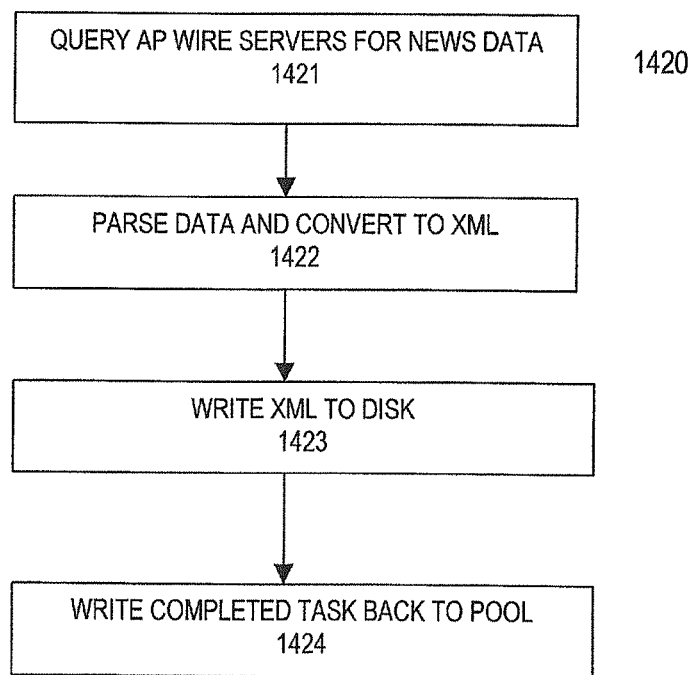 QUERY AP WIRE SERVERS FOR NEWS DATA
1421
1420
PARSE DATA AND CONVERT TO XML
1422
WRITE XML TO DISK
1423
WRITE COMPLETED TASK BACK TO POOL
1424